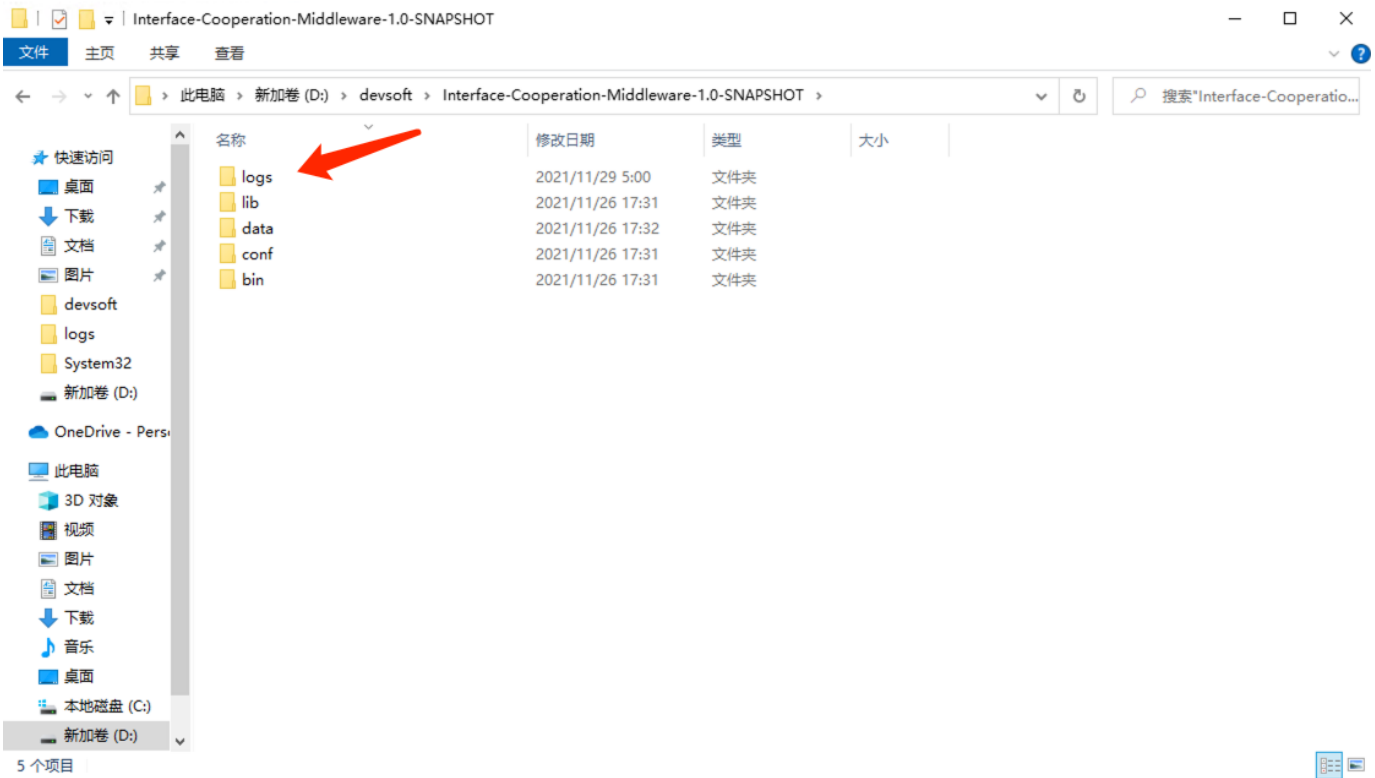 Interface-Cooperation-Middleware-1.0-SNAPSHOT
文件 主页 共享 查看
此电脑 › 新加卷 (D:) › devsoft › Interface-Cooperation-Middleware-1.0-SNAPSHOT ›
搜索"Interface-Cooperatio...
名称 修改日期 类型 大小
logs 2021/11/29 5:00 文件夹
lib 2021/11/26 17:31 文件夹
data 2021/11/26 17:32 文件夹
conf 2021/11/26 17:31 文件夹
bin 2021/11/26 17:31 文件夹
快速访问
桌面
下载
文档
图片
devsoft
logs
System32
新加卷 (D:)
OneDrive - Pers
此电脑
3D 对象
视频
图片
文档
下载
音乐
桌面
本地磁盘 (C:)
新加卷 (D:)
5 个项目